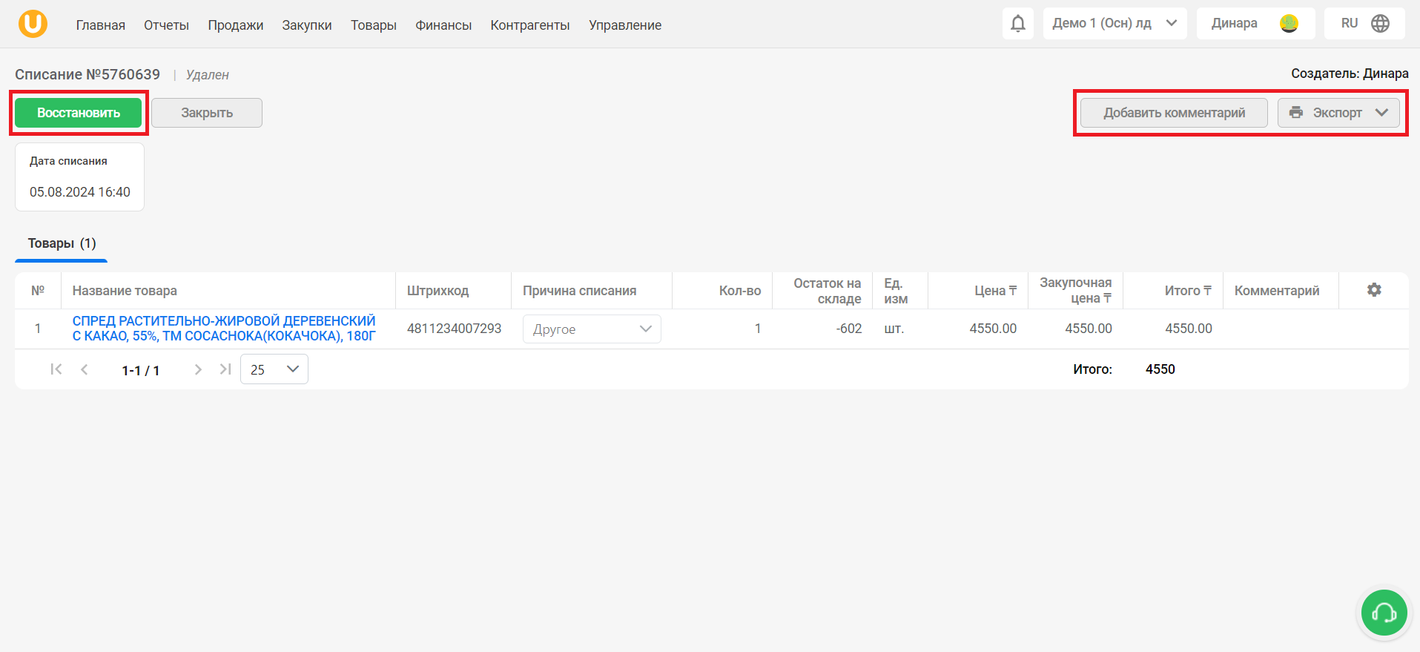 U
Главная Отчеты Продажи Закупки Товары Финансы Контрагенты Управление Демо 1 (Осн) лд Динара RU
Списание №5760639 | Удален Создатель: Динара
Восстановить Закрыть Добавить комментарий Экспорт
Дата списания
05.08.2024 16:40
Товары (1)
№ Название товара Штрихкод Причина списания Кол-во Остаток на складе Ед. изм Цена ₸ Закупочная цена ₸ Итого ₸ Комментарий
1 СПРЕД РАСТИТЕЛЬНО-ЖИРОВОЙ ДЕРЕВЕНСКИЙ
С КАКАО, 55%, ТМ СОСАСНОКА(КОКАЧОКА), 180Г 4811234007293 Другое 1 -602 шт. 4550.00 4550.00 4550.00
1-1 / 1 25 Итого: 4550